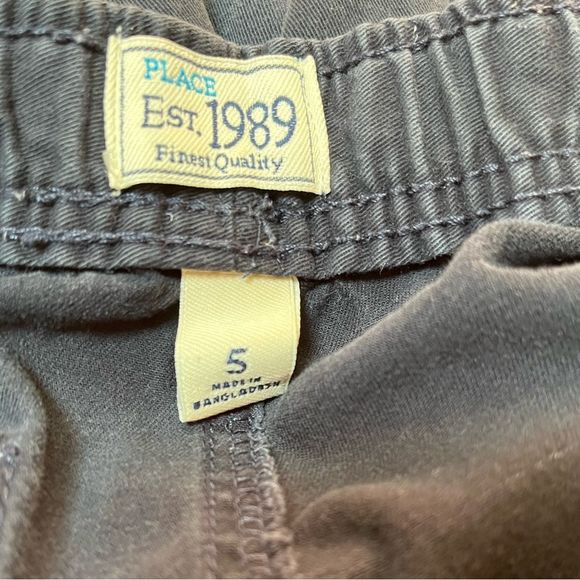 PLACE
EST. 1989
Finest Quality
5
MADE IN
BANGLADESH